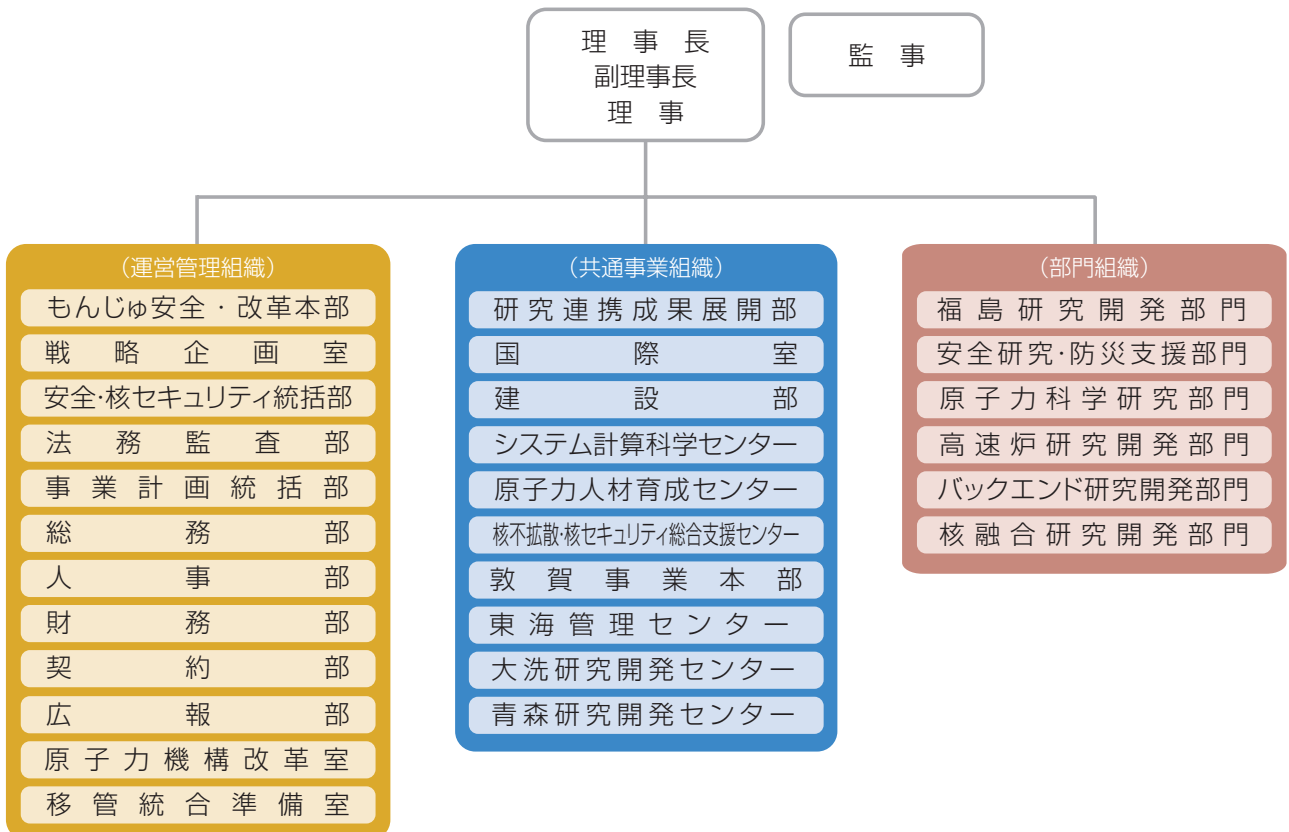 理事長
副理事長
理事
監事
(運営管理組織)
もんじゅ安全・改革本部
戦略企画室
安全・核セキュリティ統括部
法務監査部
事業計画統括部
総務部
人事部
財務部
契約部
広報部
原子力機構改革室
移管統合準備室
(共通事業組織)
研究連携成果展開部
国際室
建設部
システム計算科学センター
原子力人材育成センター
核不拡散・核セキュリティ総合支援センター
敦賀事業本部
東海管理センター
大洗研究開発センター
青森研究開発センター
(部門組織)
福島研究開発部門
安全研究・防災支援部門
原子力科学研究部門
高速炉研究開発部門
バックエンド研究開発部門
核融合研究開発部門